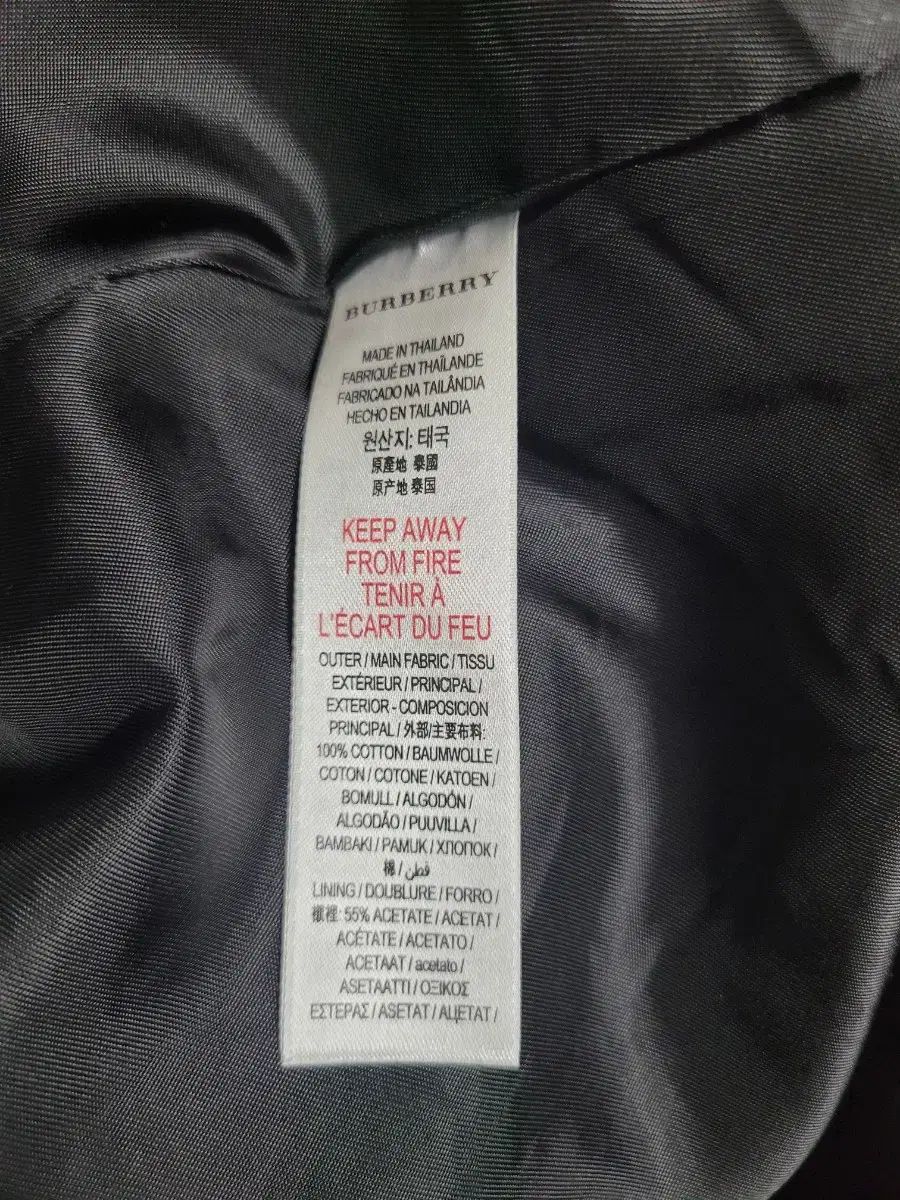 BURBERRY
MADE IN THAILAND
FABRIQUÉ EN THAÏLANDE
FABRICADO NA TAILÂNDIA
HECHO EN TAILANDIA
원산지: 태국
原產地 泰國
原产地 泰国
KEEP AWAY
FROM FIRE
TENIR À
L'ÉCART DU FEU
OUTER / MAIN FABRIC / TISSU
EXTÉRIEUR / PRINCIPAL /
EXTERIOR - COMPOSICION
PRINCIPAL / 外部/主要布料:
100% COTTON / BAUMWOLLE /
COTON / COTONE / KATOEN /
BOMULL / ALGODÓN /
ALGODÃO / PUUVILLA /
BAMBAKI / PAMUK / ХЛОПОК /
棉 / قطن /
LINING / DOUBLURE / FORRO /
襯裡: 55% ACETATE / ACETAT /
ACÉTATE / ACETATO /
ACETAAT / acetato /
ASETAATTI / ΟΞΙΚΟΣ
ΕΣΤΕΡΑΣ / ASETAT / АЦЕТАТ /